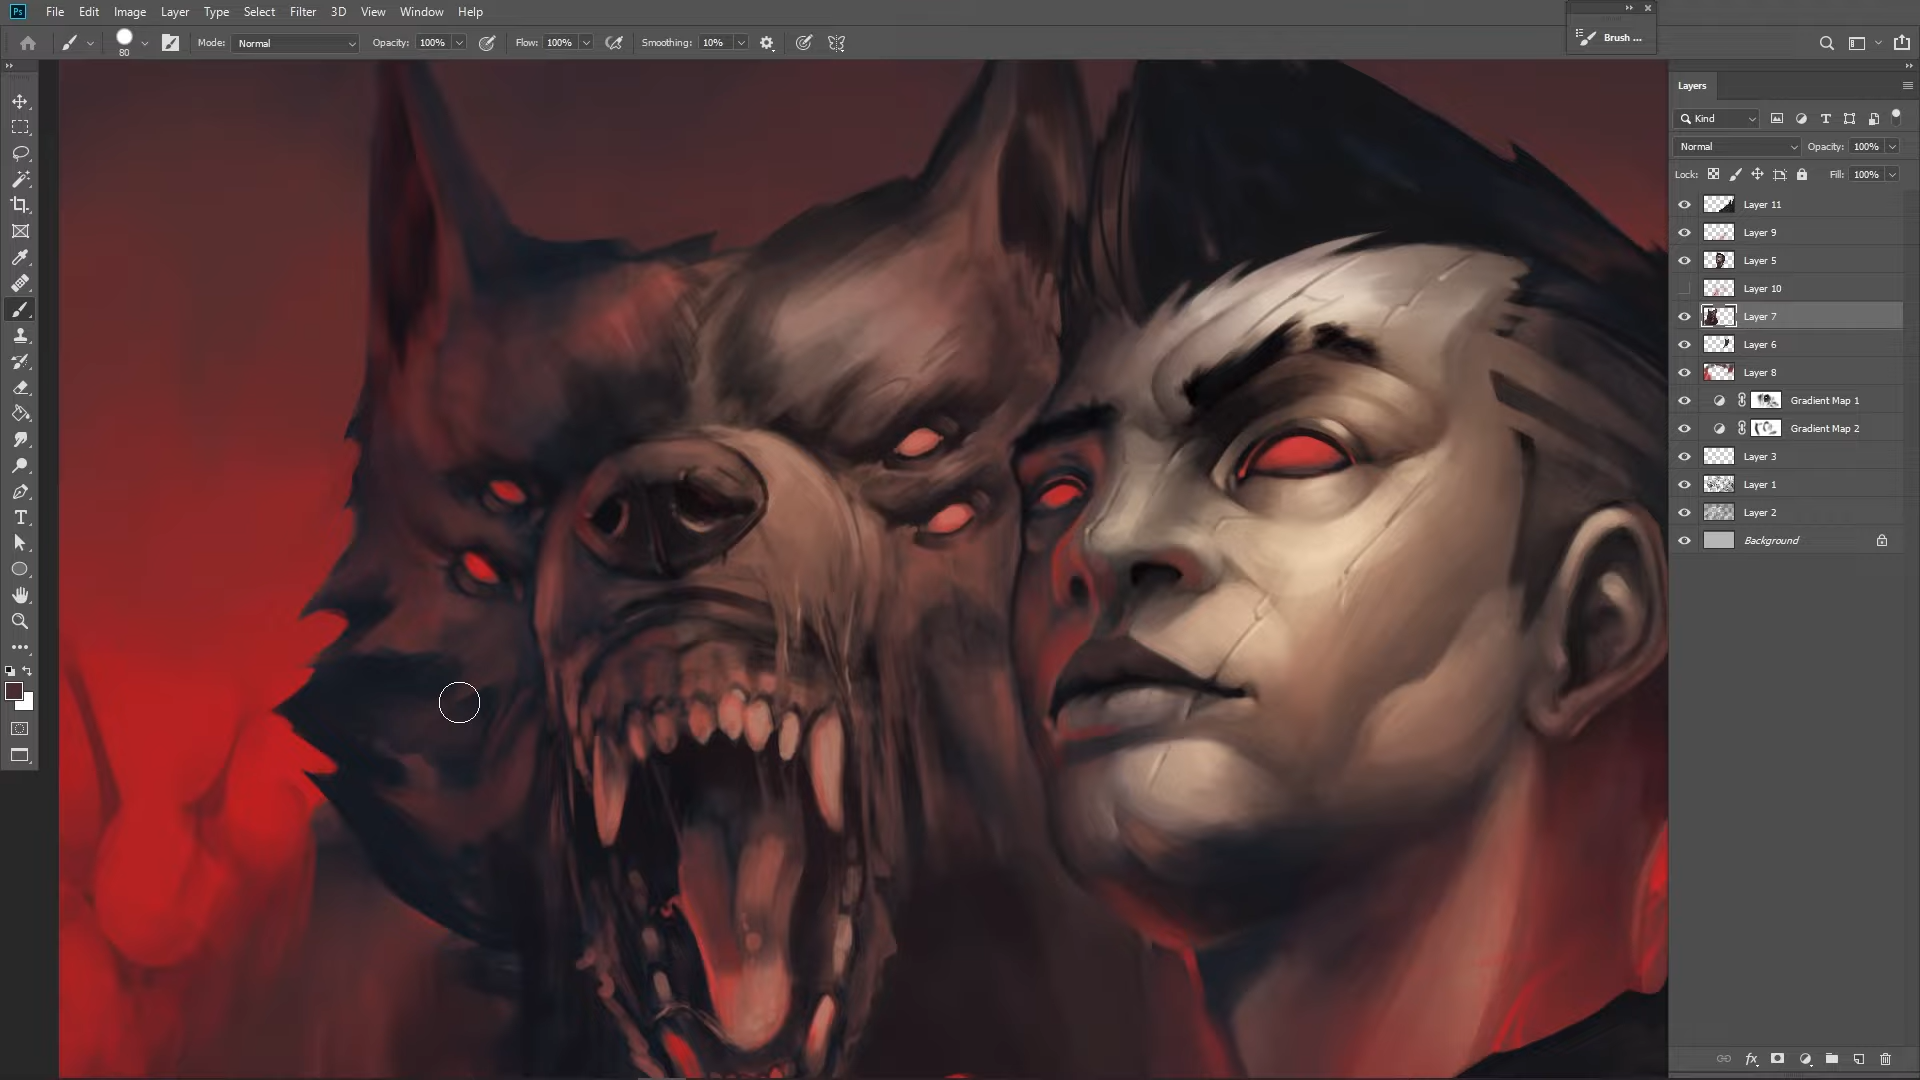 Ps File Edit Image Layer Type Select Filter 3D View Window Help
80 Mode: Normal Opacity: 100% Flow: 100% Smoothing: 10% Brush ...
Layers
Kind
Normal Opacity: 100%
Lock: Fill: 100%
Layer 11
Layer 9
Layer 5
Layer 10
Layer 7
Layer 6
Layer 8
Gradient Map 1
Gradient Map 2
Layer 3
Layer 1
Layer 2
Background
fx